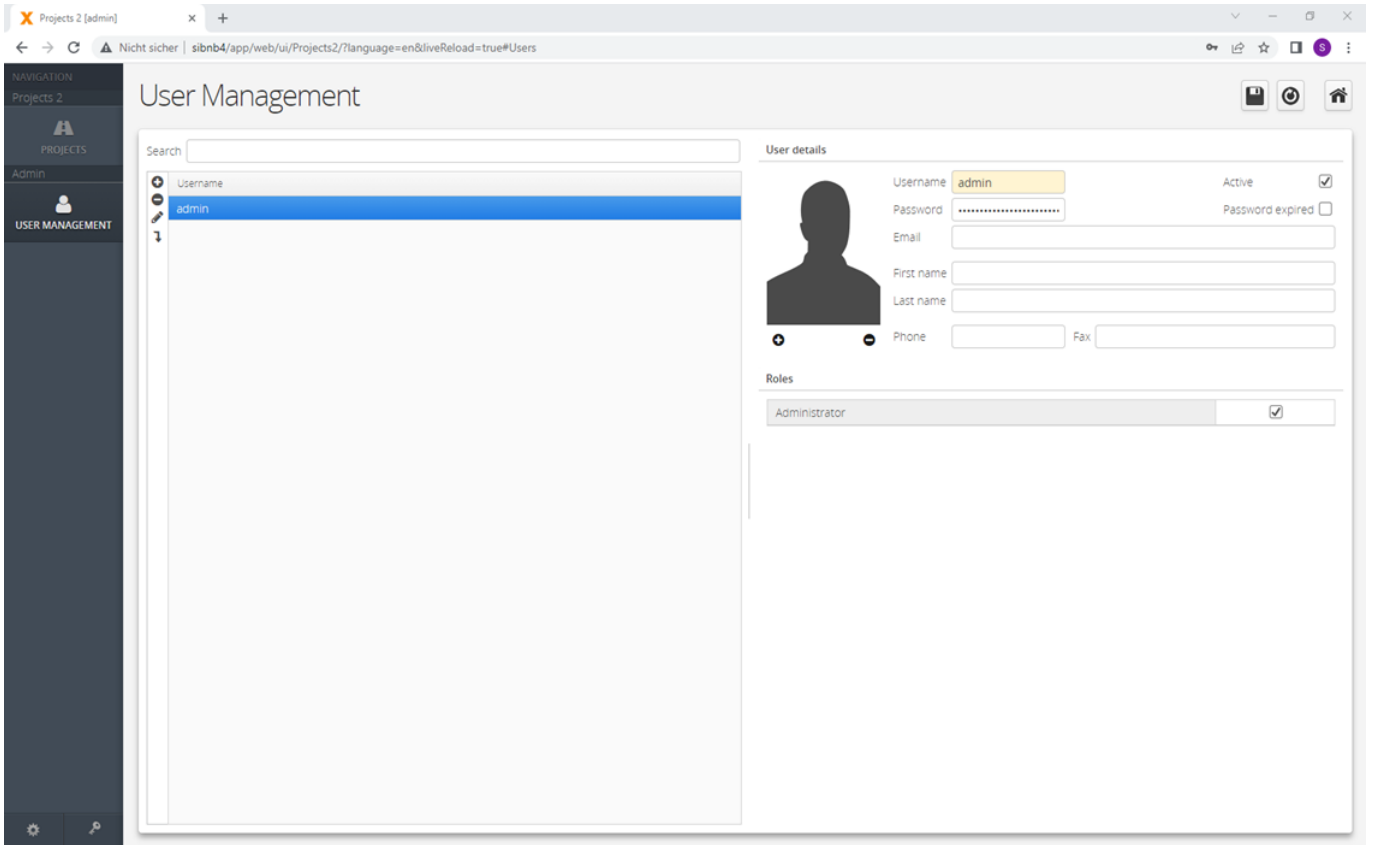 Projects 2 [admin]
Nicht sicher | sibnb4/app/web/ui/Projects2/?language=en&liveReload=true#Users
S
NAVIGATION
Projects 2
PROJECTS
Admin
USER MANAGEMENT
User Management
Search
Username
admin
User details
Username admin Active
Password Password expired
Email
First name
Last name
Phone Fax
Roles
Administrator